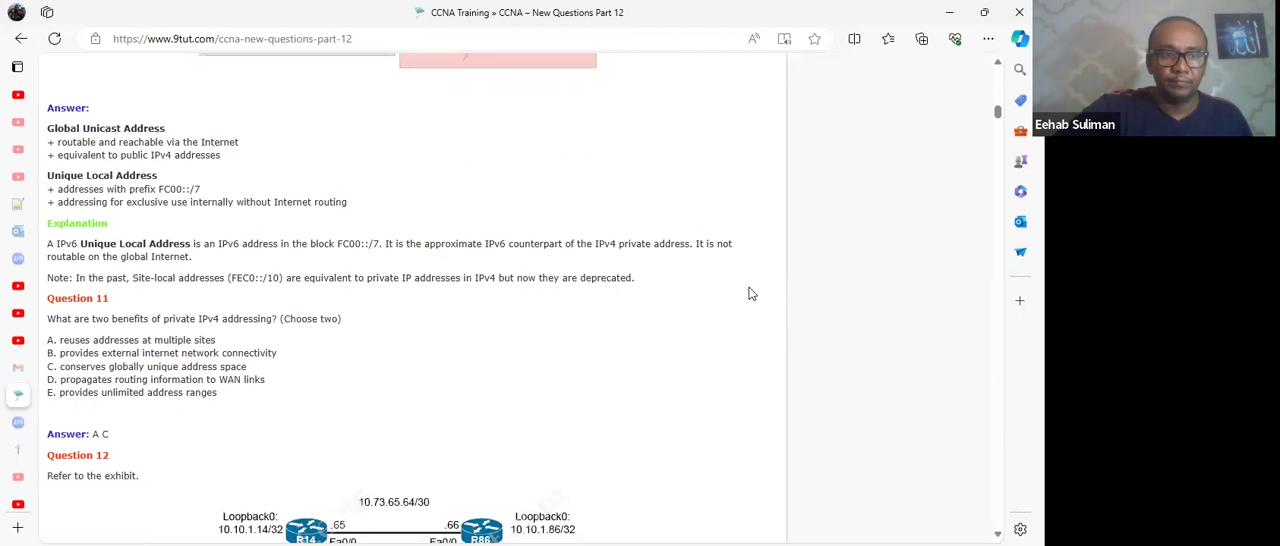 CCNA Training » CCNA – New Questions Part 12
https://www.9tut.com/ccna-new-questions-part-12
Eehab Suliman
Answer:
Global Unicast Address
+ routable and reachable via the Internet
+ equivalent to public IPv4 addresses
Unique Local Address
+ addresses with prefix FC00::/7
+ addressing for exclusive use internally without Internet routing
Explanation
A IPv6 Unique Local Address is an IPv6 address in the block FC00::/7. It is the approximate IPv6 counterpart of the IPv4 private address. It is not
routable on the global Internet.
Note: In the past, Site-local addresses (FEC0::/10) are equivalent to private IP addresses in IPv4 but now they are deprecated.
Question 11
What are two benefits of private IPv4 addressing? (Choose two)
A. reuses addresses at multiple sites
B. provides external internet network connectivity
C. conserves globally unique address space
D. propagates routing information to WAN links
E. provides unlimited address ranges
Answer: A C
Question 12
Refer to the exhibit.
10.73.65.64/30
Loopback0:
10.10.1.14/32
.65
.66
Loopback0:
10.10.1.86/32
R14
R86
Fa0/0
Fa0/0